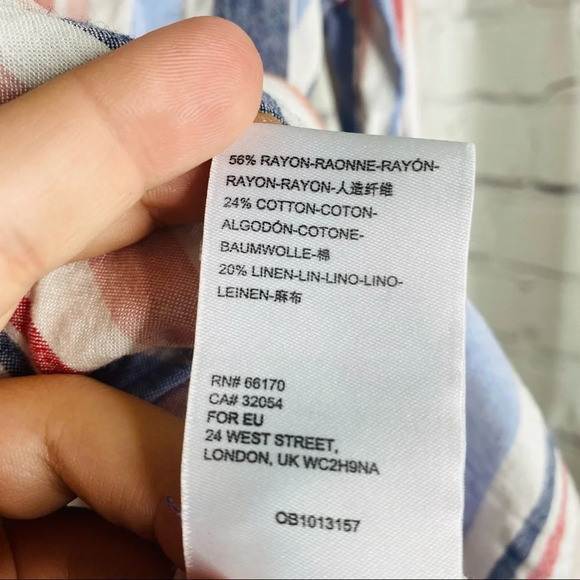 56% RAYON-RAONNE-RAYÓN-
RAYON-RAYON-人造纤维
24% COTTON-COTON-
ALGODÓN-COTONE-
BAUMWOLLE-棉
20% LINEN-LIN-LINO-LINO-
LEINEN-麻布
RN# 66170
CA# 32054
FOR EU
24 WEST STREET,
LONDON, UK WC2H9NA
OB1013157